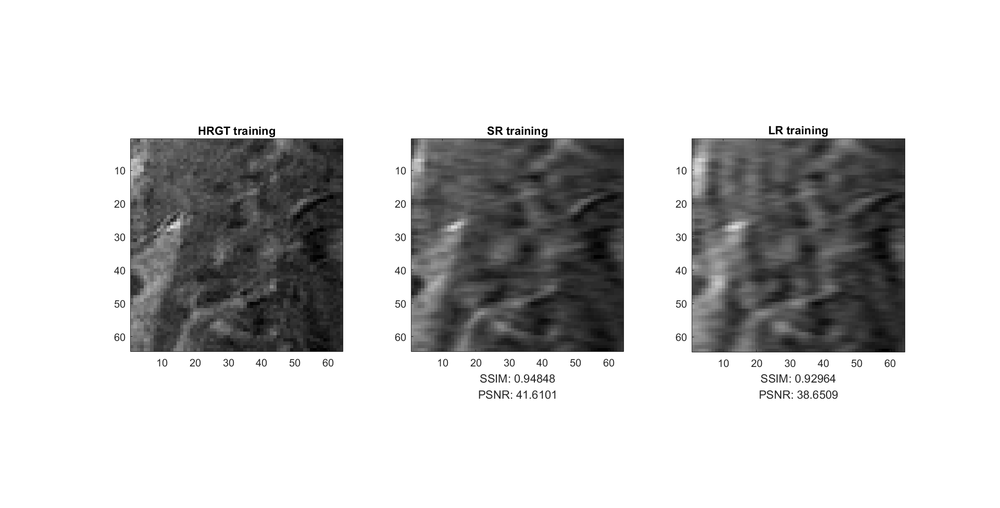 HRGT training
10
20
30
40
50
60
10 20 30 40 50 60
SR training
10
20
30
40
50
60
10 20 30 40 50 60
SSIM: 0.94848
PSNR: 41.6101
LR training
10
20
30
40
50
60
10 20 30 40 50 60
SSIM: 0.92964
PSNR: 38.6509